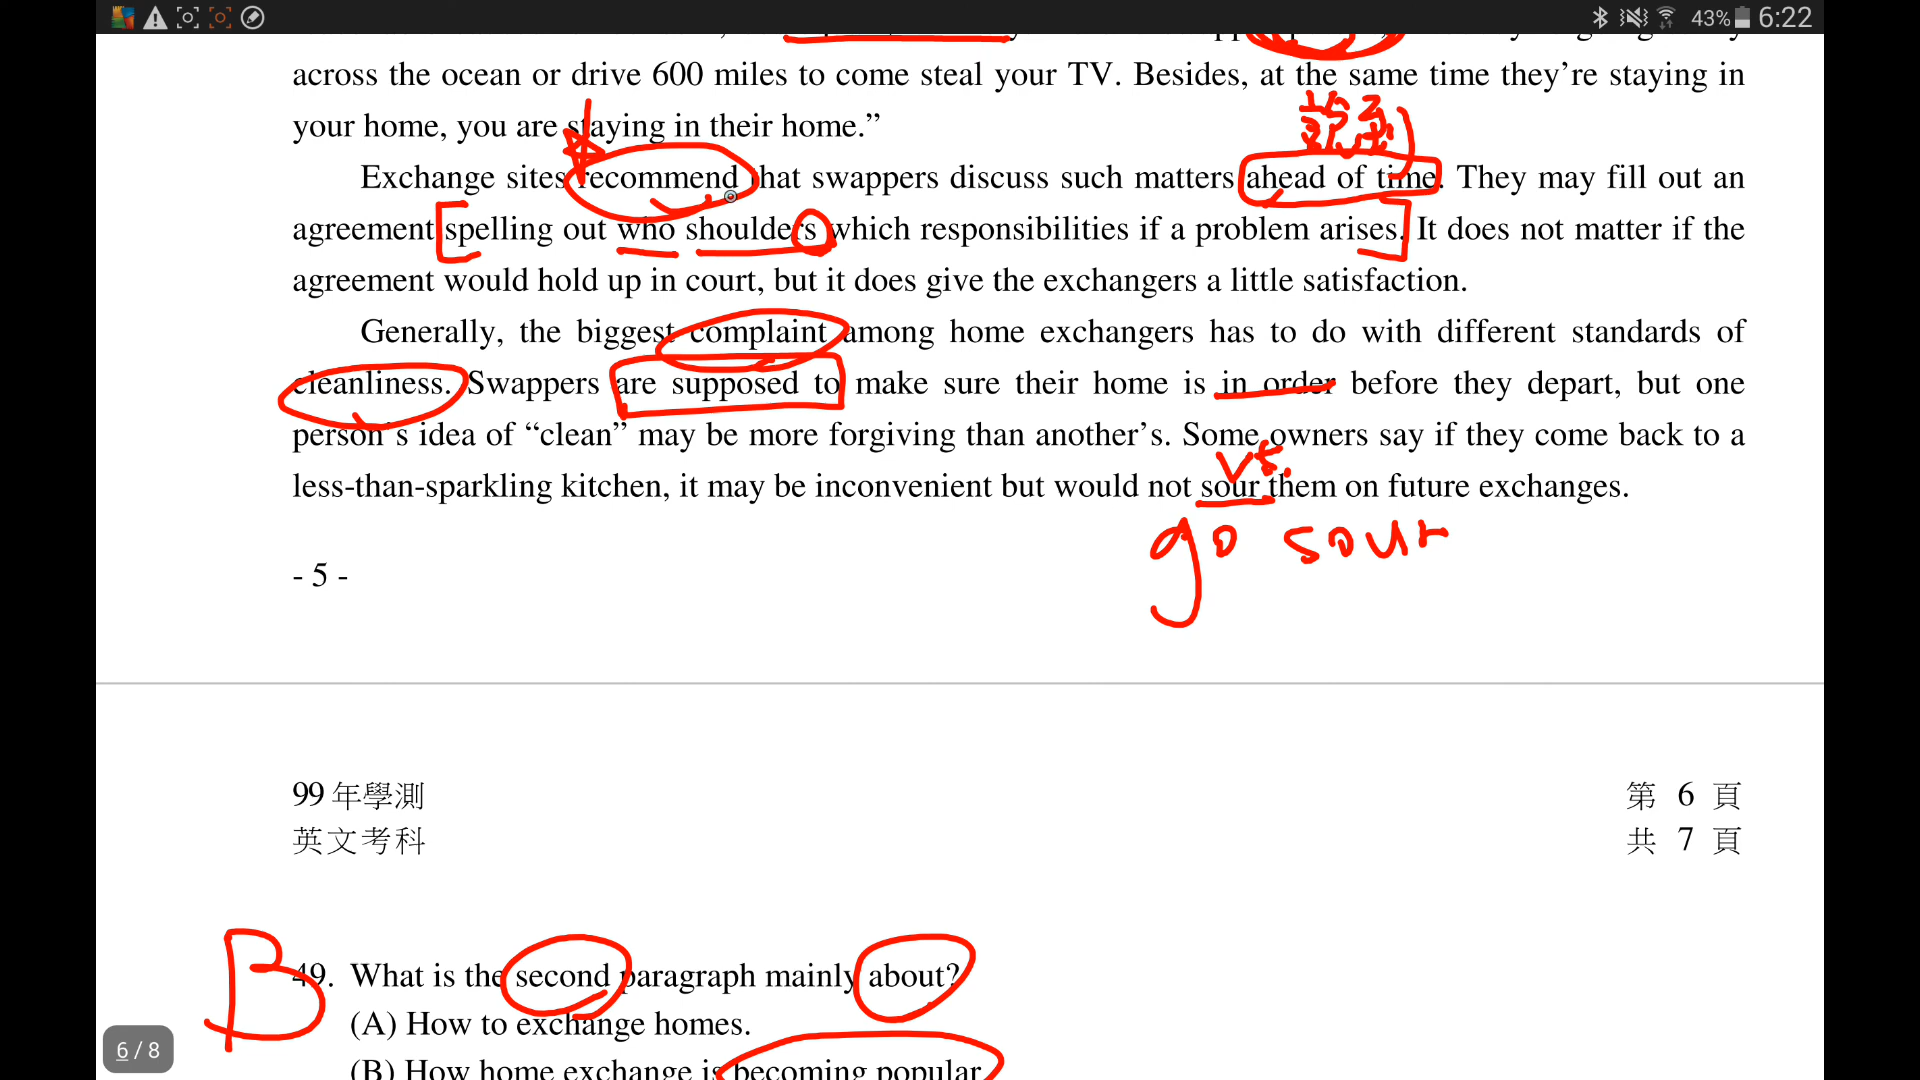 43% 6:22
across the ocean or drive 600 miles to come steal your TV. Besides, at the same time they’re staying in
your home, you are staying in their home.”
Exchange sites recommend that swappers discuss such matters ahead of time. They may fill out an
agreement spelling out who shoulders which responsibilities if a problem arises. It does not matter if the
agreement would hold up in court, but it does give the exchangers a little satisfaction.
Generally, the biggest complaint among home exchangers has to do with different standards of
cleanliness. Swappers are supposed to make sure their home is in order before they depart, but one
person’s idea of “clean” may be more forgiving than another’s. Some owners say if they come back to a
vt.
less-than-sparkling kitchen, it may be inconvenient but would not sour them on future exchanges.
go sour
- 5 -
99 年學測 第 6 頁
英文考科 共 7 頁
B
49. What is the second paragraph mainly about?
(A) How to exchange homes.
(B) How home exchange is becoming popular.
6 / 8